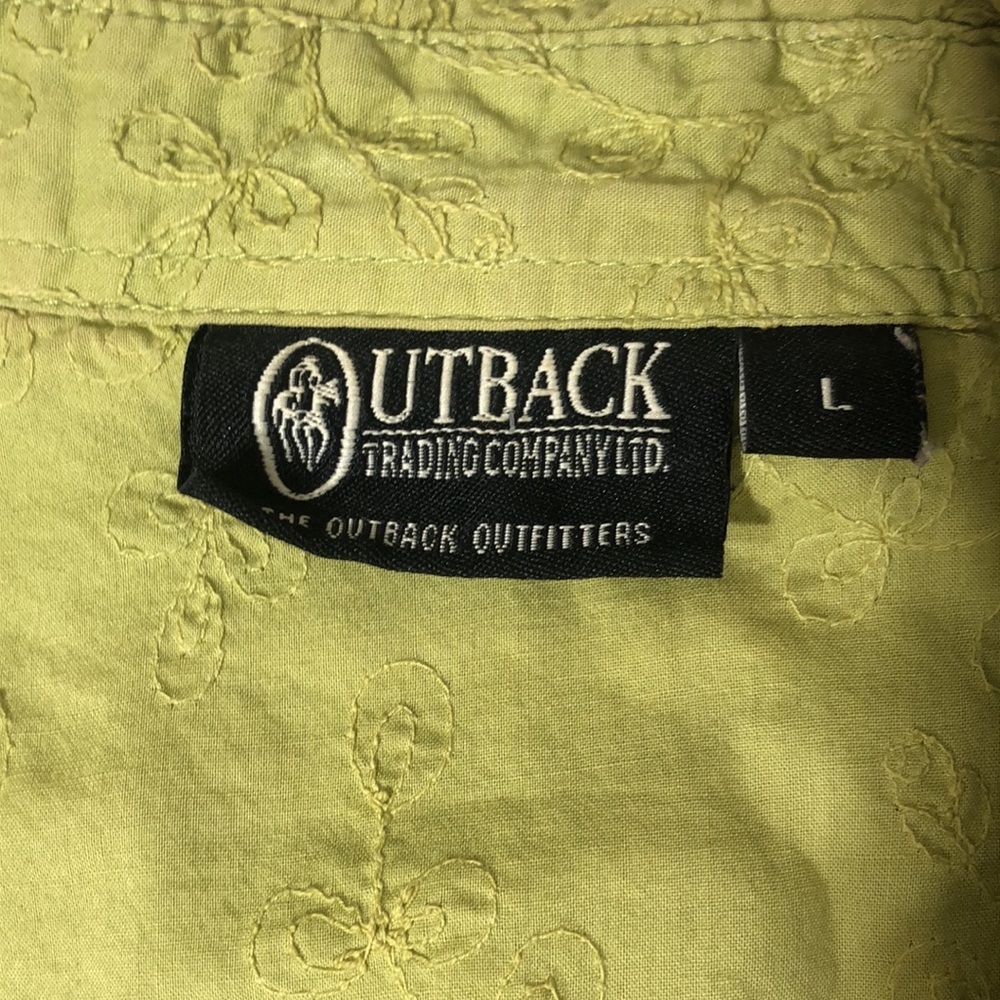 OUTBACK
TRADING COMPANY LTD.
THE OUTBACK OUTFITTERS
L